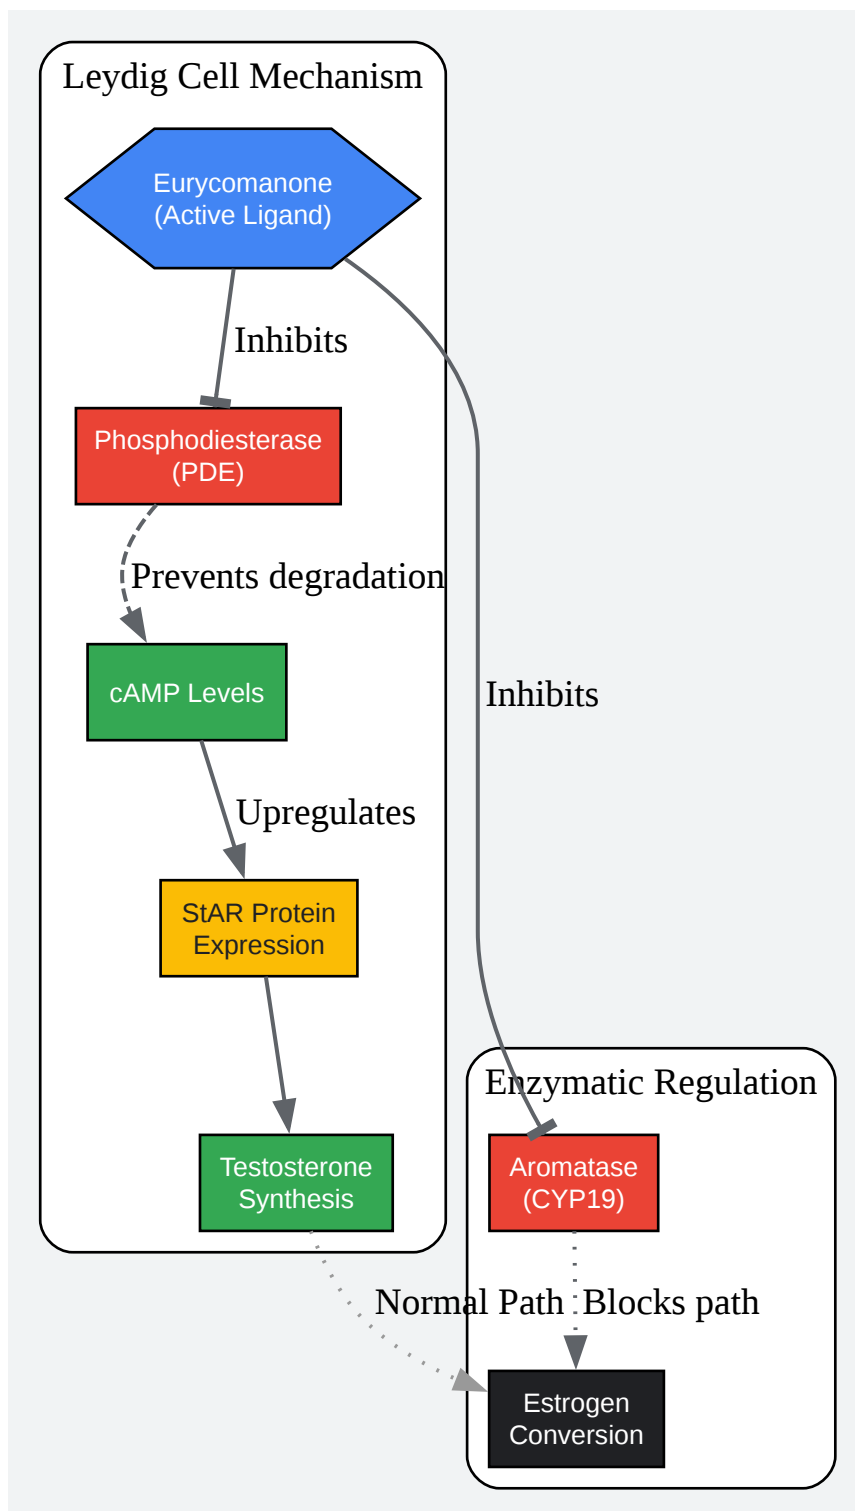 Leydig Cell Mechanism
Eurycomanone
(Active Ligand)
Inhibits
Phosphodiesterase
(PDE)
Prevents degradation
cAMP Levels
Inhibits
Upregulates
StAR Protein
Expression
Enzymatic Regulation
Testosterone
Synthesis
Aromatase
(CYP19)
Normal Path
Blocks path
Estrogen
Conversion